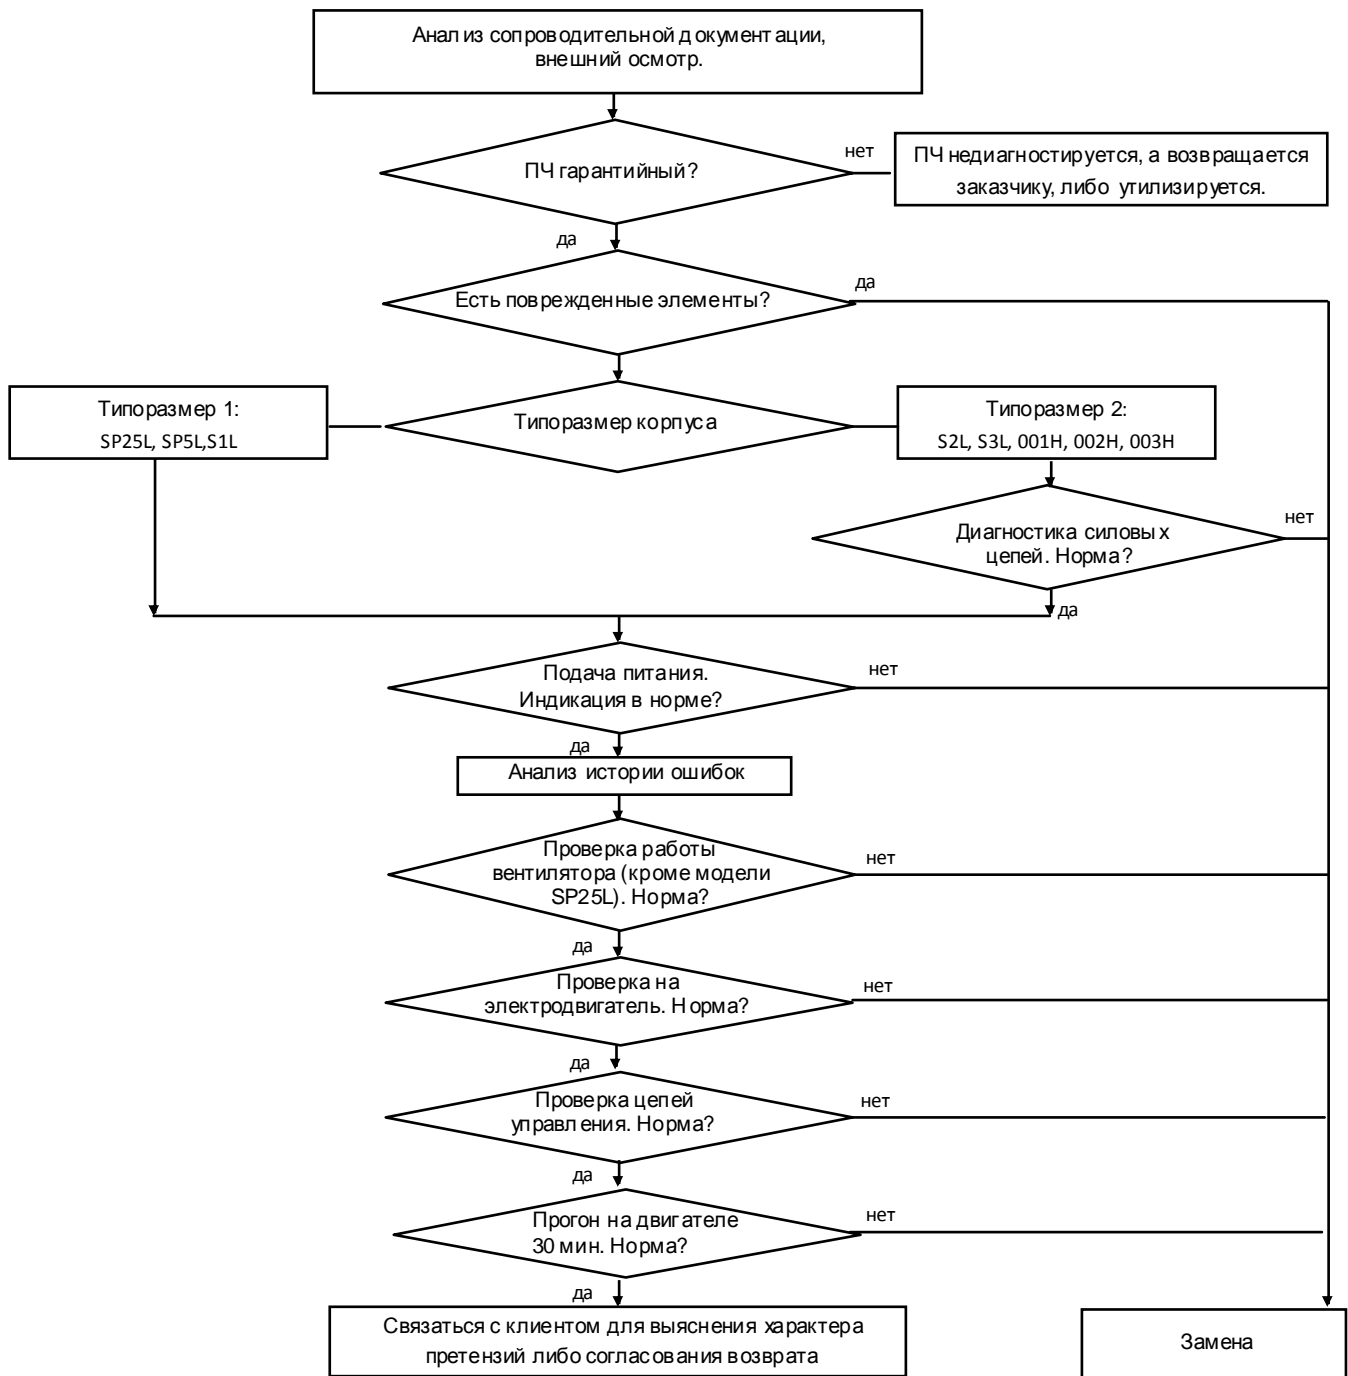 Анализ сопроводительной документации,
внешний осмотр.
ПЧ гарантийный?
нет
ПЧ недиагностируется, а возвращается
заказчику, либо утилизируется.
да
Есть поврежденные элементы?
да
Типоразмер 1:
SP25L, SP5L,S1L
Типоразмер корпуса
Типоразмер 2:
S2L, S3L, 001H, 002H, 003H
Диагностика силовых
цепей. Норма?
нет
да
Подача питания.
Индикация в норме?
нет
да
Анализ истории ошибок
Проверка работы
вентилятора (кроме модели
SP25L). Норма?
нет
да
Проверка на
электродвигатель. Норма?
нет
да
Проверка цепей
управления. Норма?
нет
да
Прогон на двигателе
30 мин. Норма?
нет
да
Связаться с клиентом для выяснения характера
претензий либо согласования возврата
Замена